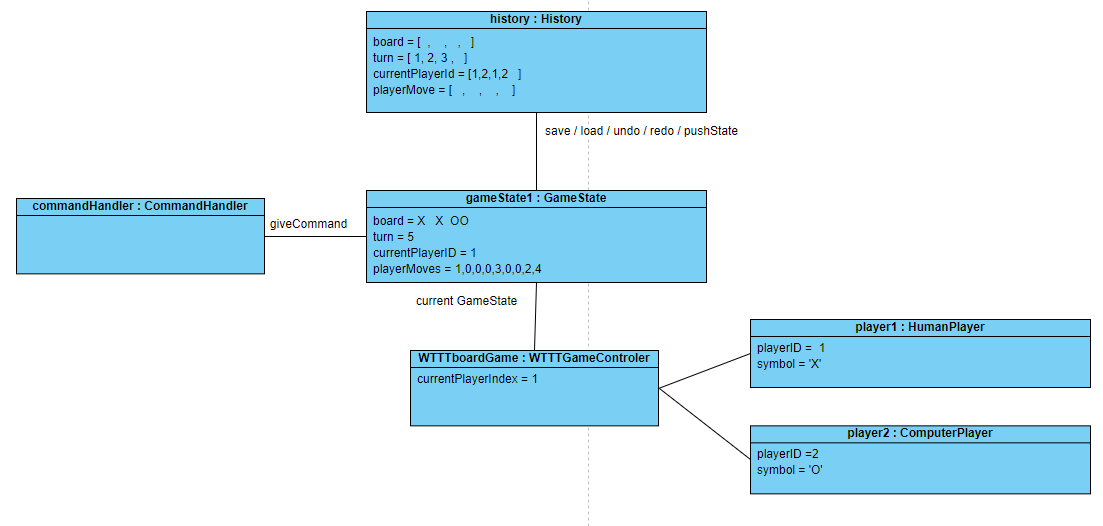 history : History
board = [  ,    ,   ,   ]
turn = [ 1, 2, 3 ,   ]
currentPlayerId = [1,2,1,2   ]
playerMove = [   ,    ,    ,    ]
save / load / undo / redo / pushState
commandHandler : CommandHandler
giveCommand
gameState1 : GameState
board = X   X  OO
turn = 5
currentPlayerID = 1
playerMoves = 1,0,0,0,3,0,0,2,4
current GameState
WTTTboardGame : WTTTGameControler
currentPlayerIndex = 1
player1 : HumanPlayer
playerID =  1
symbol = 'X'
player2 : ComputerPlayer
playerID =2
symbol = 'O'